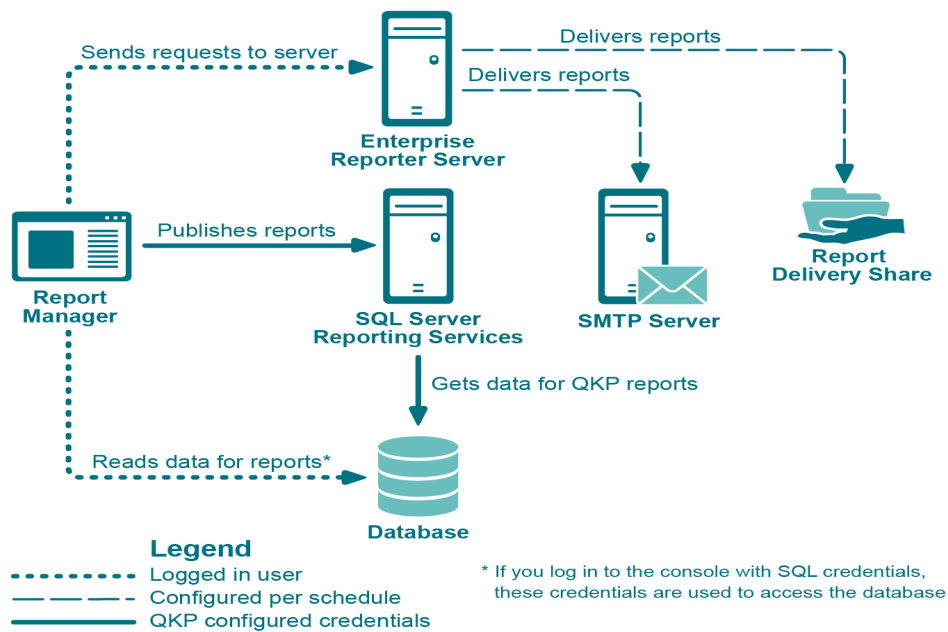 Sends requests to server
Delivers reports
Delivers reports
Enterprise
Reporter Server
Publishes reports
Report
Manager
SQL Server
Reporting Services
SMTP Server
Report
Delivery Share
Gets data for QKP reports
Reads data for reports*
Database
Legend
Logged in user
Configured per schedule
QKP configured credentials
* If you log in to the console with SQL credentials,
these credentials are used to access the database